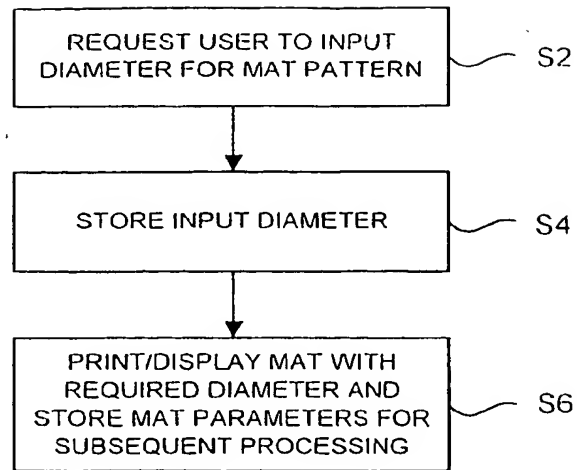 REQUEST USER TO INPUT
DIAMETER FOR MAT PATTERN
S2
STORE INPUT DIAMETER
S4
PRINT/DISPLAY MAT WITH
REQUIRED DIAMETER AND
STORE MAT PARAMETERS FOR
SUBSEQUENT PROCESSING
S6